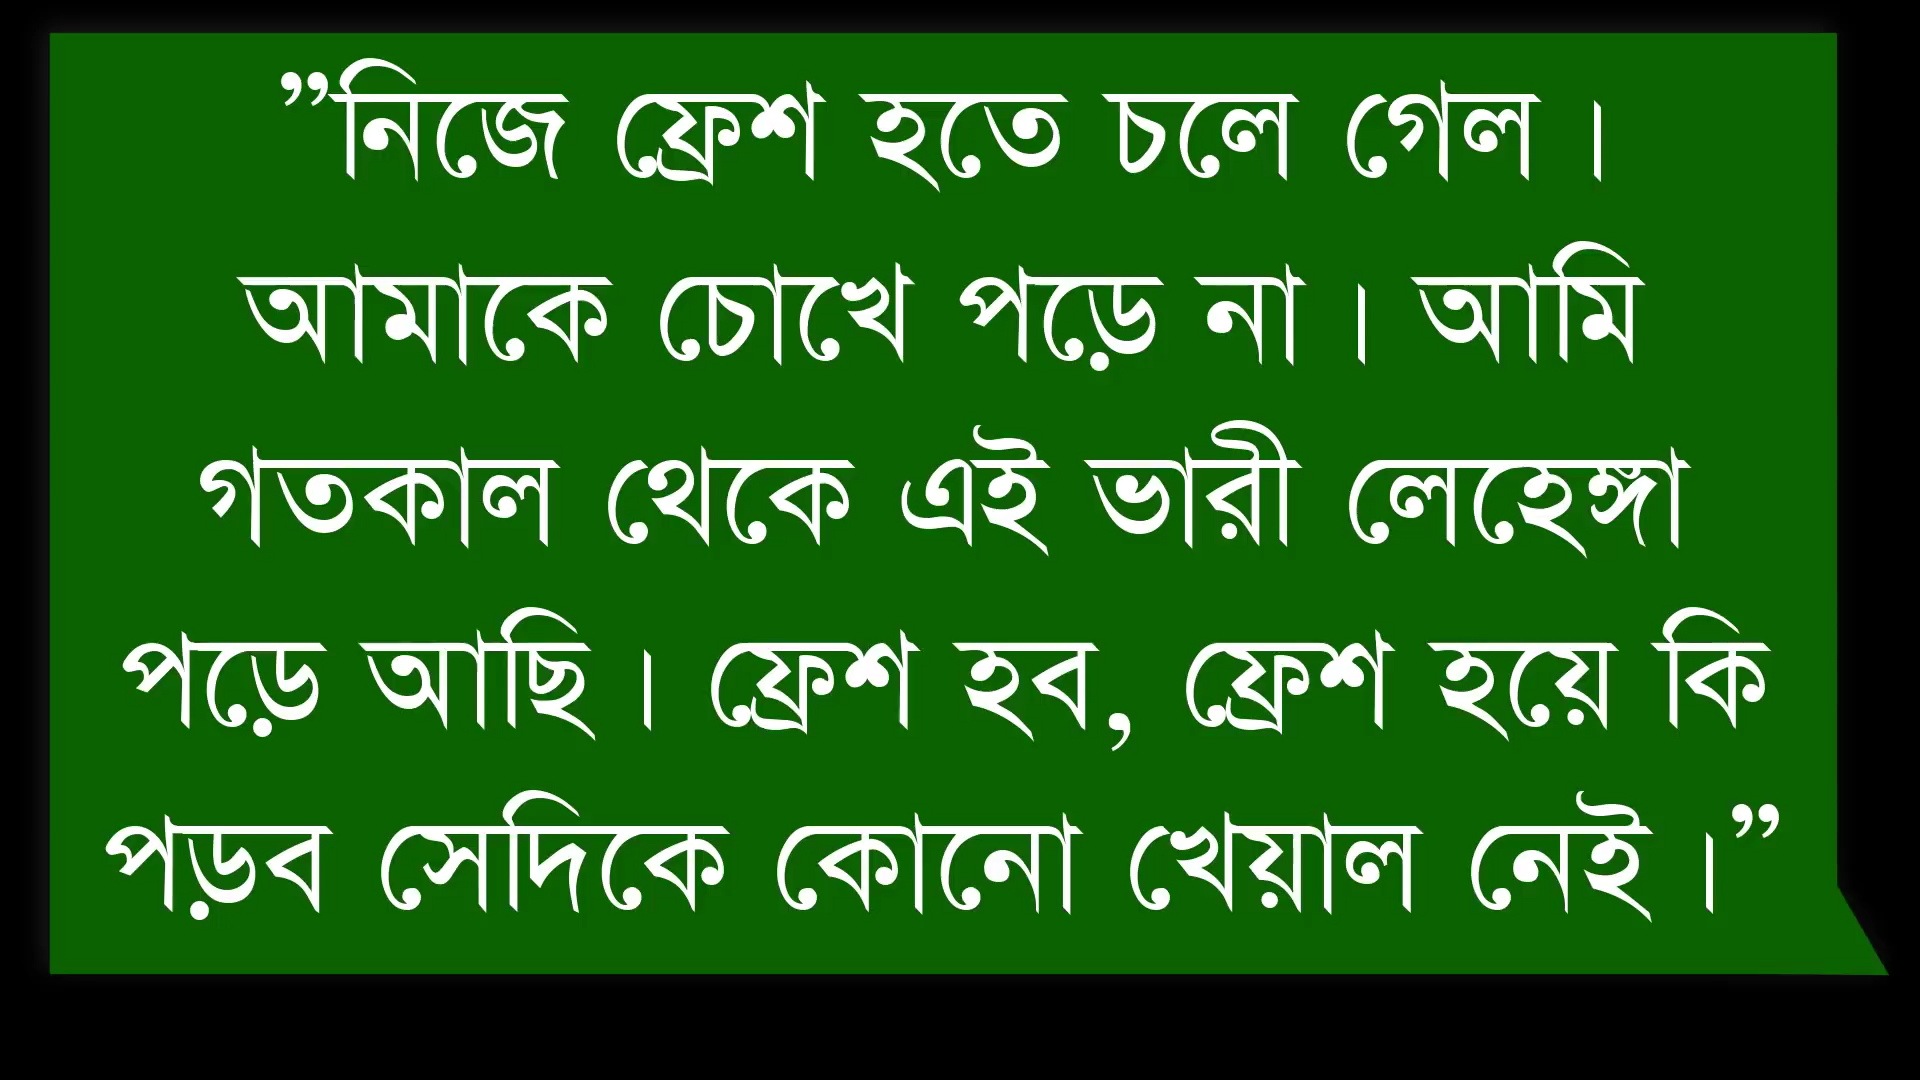 ”নিজে ফ্রেশ হতে চলে গেল ।
আমাকে চোখে পড়ে না । আমি
গতকাল থেকে এই ভারী লেহেঙ্গা
পড়ে আছি । ফ্রেশ হব, ফ্রেশ হয়ে কি
পড়ব সেদিকে কোনো খেয়াল নেই ।”